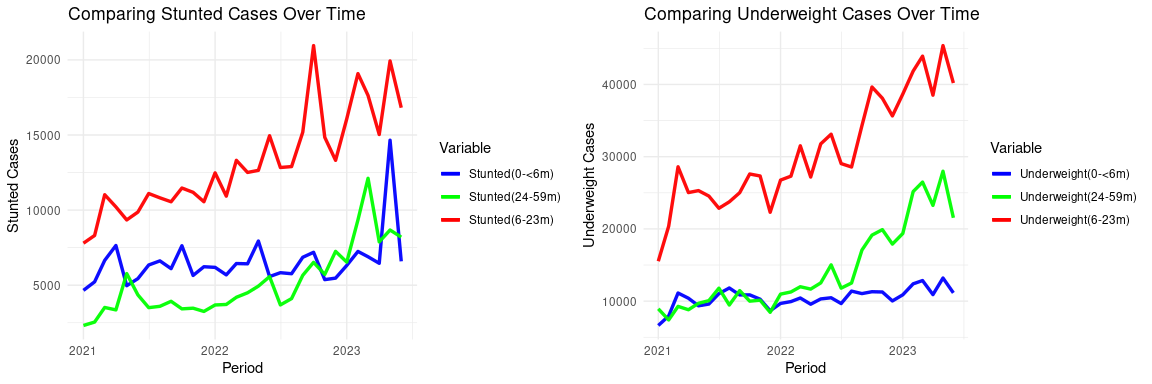 Comparing Stunted Cases Over Time
Stunted Cases
20000
15000
10000
5000
2021
2022
2023
Period
Variable
Stunted(0-<6m)
Stunted(24-59m)
Stunted(6-23m)
Comparing Underweight Cases Over Time
Underweight Cases
40000
30000
20000
10000
2021
2022
2023
Period
Variable
Underweight(0-<6m)
Underweight(24-59m)
Underweight(6-23m)